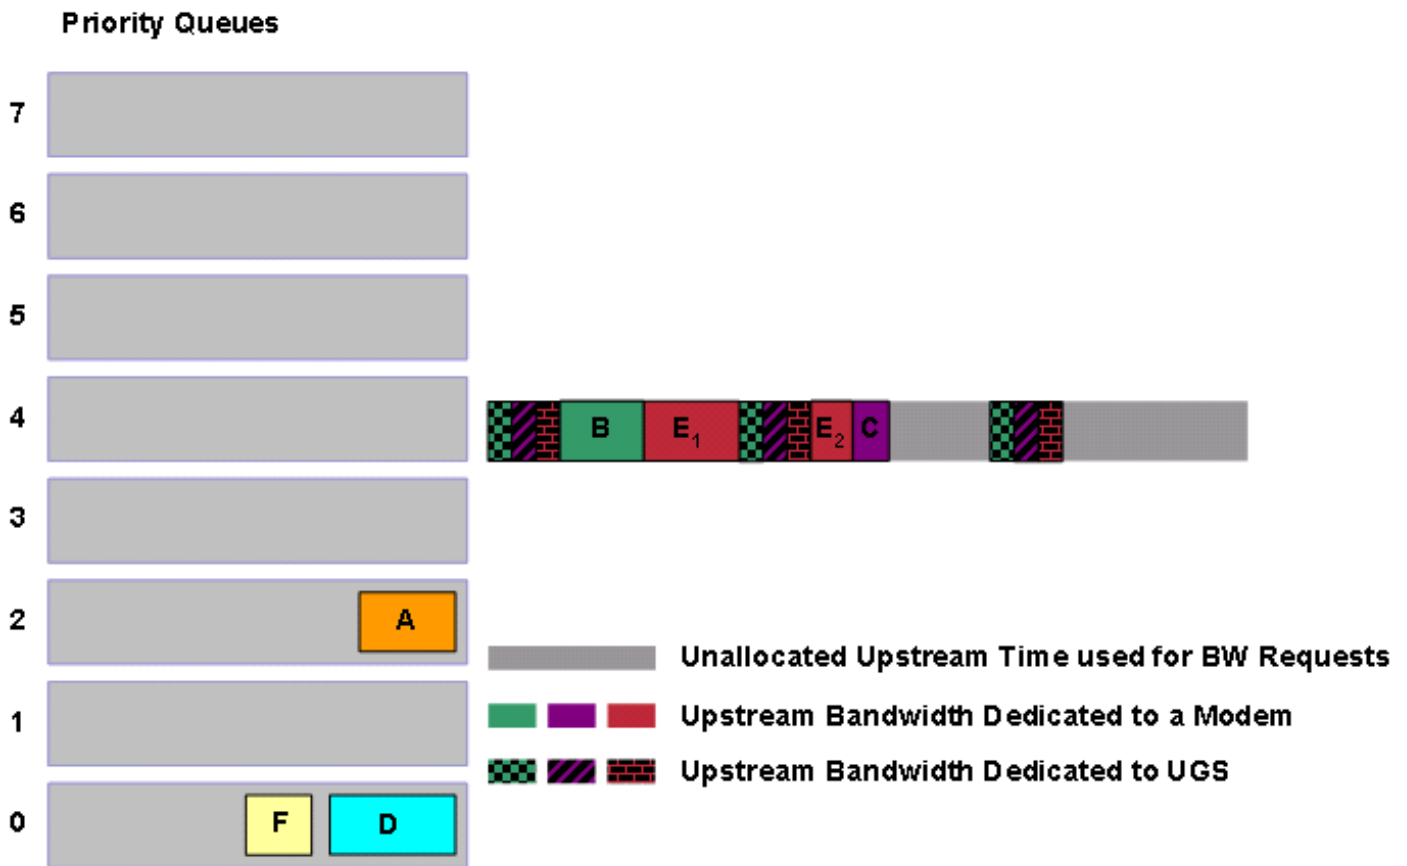 Priority Queues
7
6
5
4
B E1 E2 C
3
2
A
Unallocated Upstream Time used for BW Requests
1
Upstream Bandwidth Dedicated to a Modem
Upstream Bandwidth Dedicated to UGS
0
F D